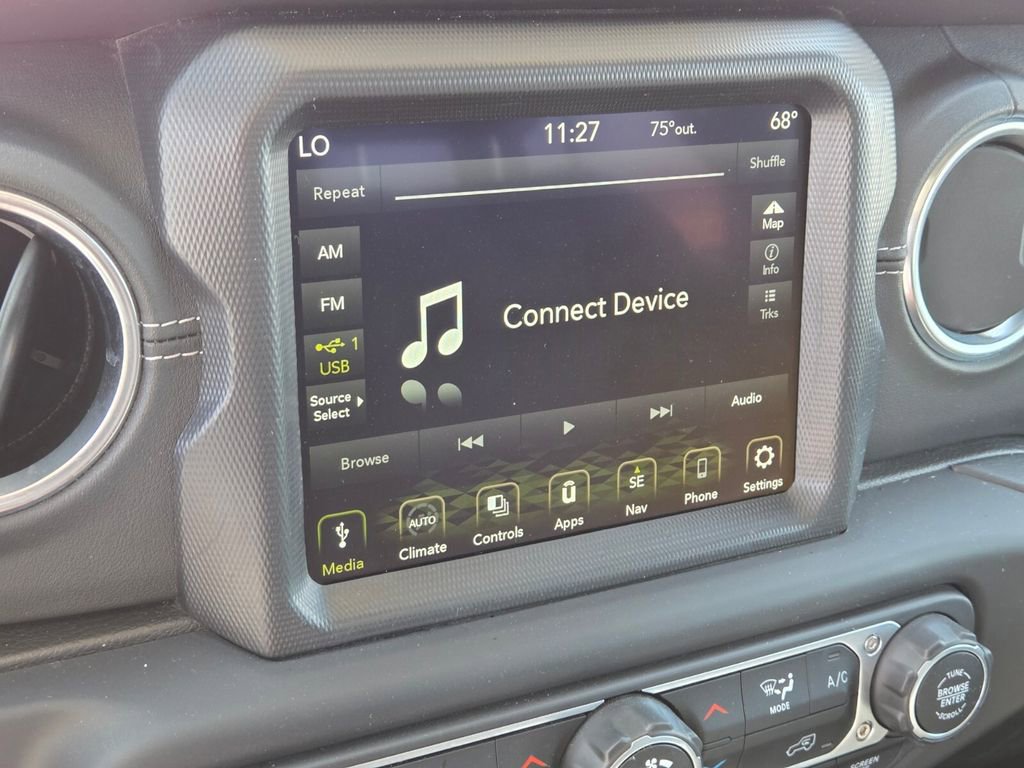 LO 11:27 75°out. 68°
Repeat
Shuffle
AM
Map
FM
Info
Connect Device
1
USB
Trks
Source
Select
Audio
Browse
AUTO
SE
Media
Climate
Controls
Apps
Nav
Phone
Settings
MODE
A/C
TUNE
BROWSE
ENTER
SCROLL
SCREEN